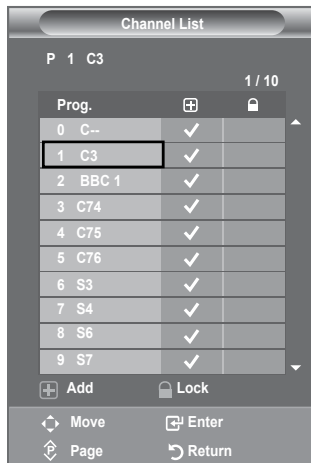 Channel List
P 1 C3
1 / 10
Prog.
0 C--
1 C3
2 BBC 1
3 C74
4 C75
5 C76
6 S3
7 S4
8 S6
9 S7
Add Lock
Move Enter
P Page Return